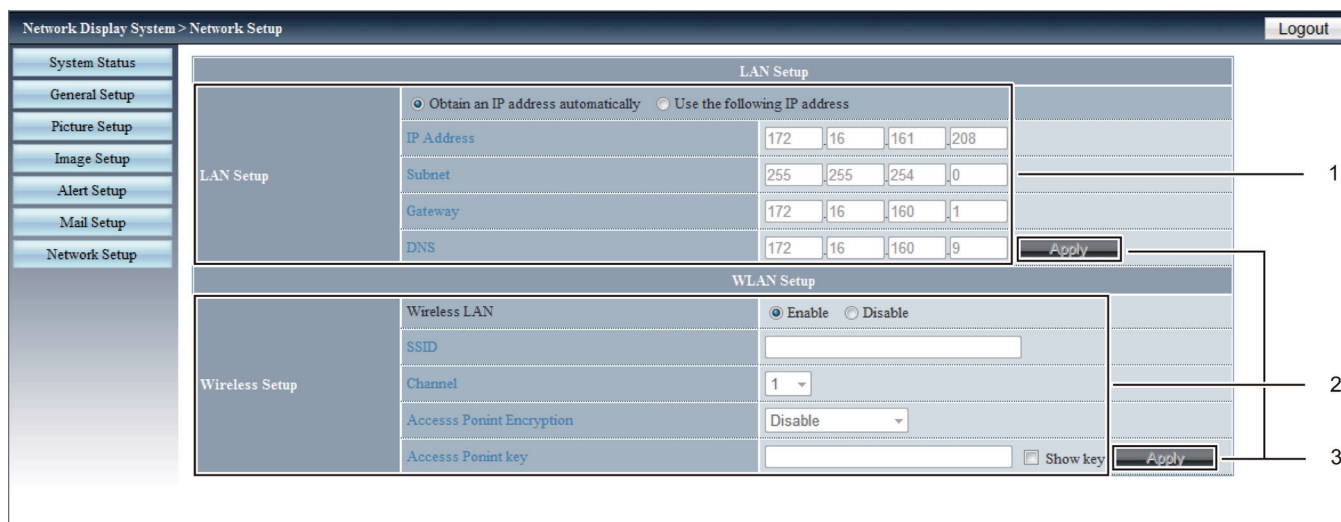 Network Display System > Network Setup
Logout
System Status
General Setup
Picture Setup
Image Setup
Alert Setup
Mail Setup
Network Setup
LAN Setup
LAN Setup
Obtain an IP address automatically Use the following IP address
IP Address 172 .16 .161 .208
Subnet 255 .255 .254 .0
Gateway 172 .16 .160 .1
DNS 172 .16 .160 .9 Apply
1
WLAN Setup
Wireless Setup
Wireless LAN Enable Disable
SSID
Channel 1
Accesss Ponint Encryption Disable
Accesss Ponint key Show key Apply
2
3